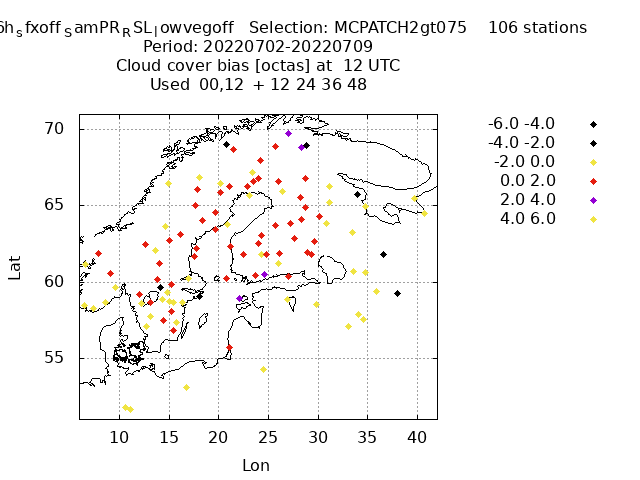 6h_sfxoff_SamPR_RSL_lowvegoff Selection: MCPATCH2gt075 106 stations
Period: 20220702-20220709
Cloud cover bias [octas] at 12 UTC
Used 00,12 + 12 24 36 48
-6.0 -4.0
-4.0 -2.0
-2.0 0.0
0.0 2.0
2.0 4.0
4.0 6.0
70
65
60
55
Lat
10 15 20 25 30 35 40
Lon